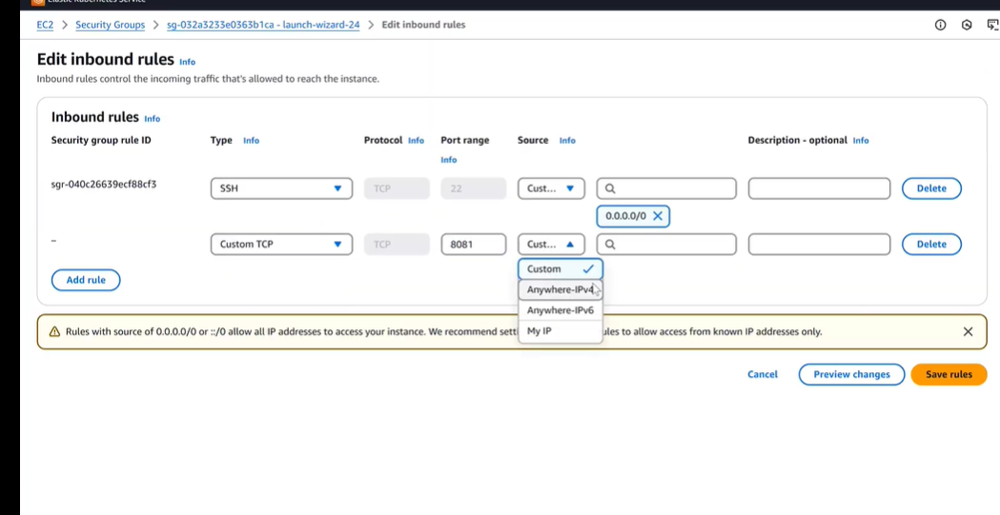 Elastic Kubernetes Service
EC2 > Security Groups > sg-032a3233e0363b1ca - launch-wizard-24 > Edit inbound rules
Edit inbound rules Info
Inbound rules control the incoming traffic that's allowed to reach the instance.
Inbound rules Info
Security group rule ID Type Info Protocol Info Port range Source Info Description - optional Info
Info
sgr-040c26639ecf88cf3 SSH TCP 22 Cust... Delete
0.0.0.0/0
– Custom TCP TCP 8081 Cust... Delete
Custom
Add rule
Anywhere-IPv4
Anywhere-IPv6
My IP
Rules with source of 0.0.0.0/0 or ::/0 allow all IP addresses to access your instance. We recommend sett ules to allow access from known IP addresses only.
Cancel Preview changes Save rules